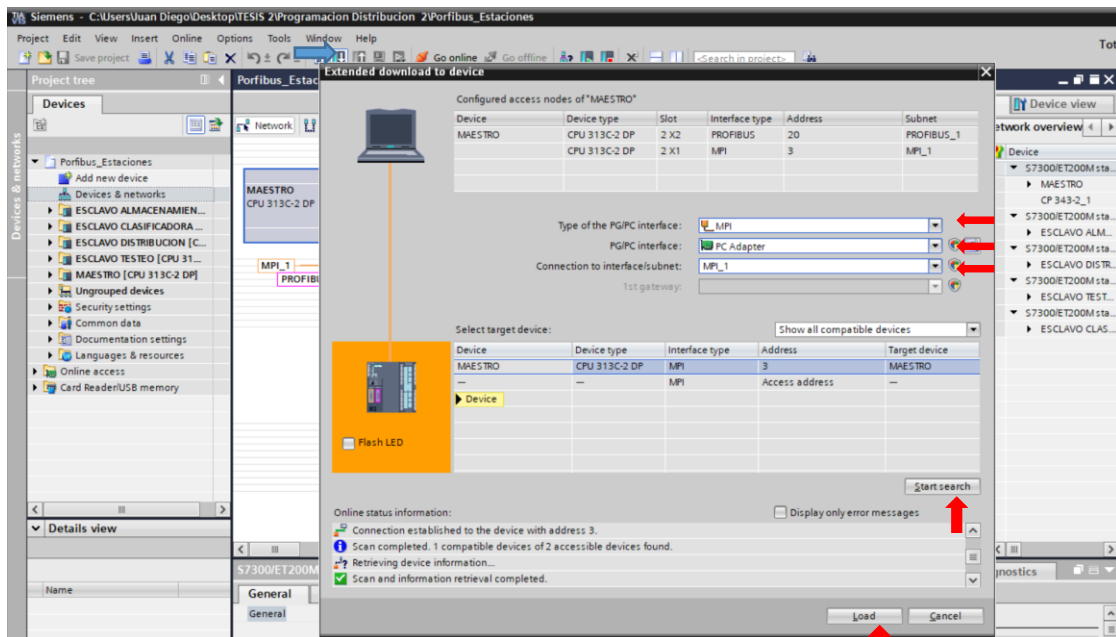 Siemens - C:\Users\Juan Diego\Desktop\TESIS 2\Programacion Distribucion 2\Porfibus_Estaciones
Project Edit View Insert Online Options Tools Window Help
Save project Go online Go offline <Search in project> Tot
Project tree
Devices
Devices & networks
Porfibus_Estaciones
Add new device
Devices & networks
ESCLAVO ALMACENAMIEN...
ESCLAVO CLASIFICADORA ...
ESCLAVO DISTRIBUCION [C...
ESCLAVO TESTEO [CPU 31...
MAESTRO [CPU 313C-2 DP]
Ungrouped devices
Security settings
Common data
Documentation settings
Languages & resources
Online access
Card Reader/USB memory
Details view
Name
Porfibus_Estac
Network
MAESTRO
CPU 313C-2 DP
MPI_1
PROFIB
S7300/ET200M
General
General
Extended download to device
Configured access nodes of "MAESTRO"
Device Device type Slot Interface type Address Subnet
MAESTRO CPU 313C-2 DP 2 X2 PROFIBUS 20 PROFIBUS_1
CPU 313C-2 DP 2 X1 MPI 3 MPI_1
Type of the PG/PC interface: MPI
PG/PC interface: PC Adapter
Connection to interface/subnet: MPI_1
1st gateway:
Select target device: Show all compatible devices
Device Device type Interface type Address Target device
MAESTRO CPU 313C-2 DP MPI 3 MAESTRO
— — MPI Access address —
Device
Flash LED
Start search
Online status information: Display only error messages
Connection established to the device with address 3.
Scan completed. 1 compatible devices of 2 accessible devices found.
Retrieving device information...
Scan and information retrieval completed.
Load Cancel
Device view
etwork overview
Device
S7300/ET200M sta...
MAESTRO
CP 343-2_1
S7300/ET200M sta...
ESCLAVO ALM...
S7300/ET200M sta...
ESCLAVO DISTR...
S7300/ET200M sta...
ESCLAVO TEST...
S7300/ET200M sta...
ESCLAVO CLAS...
gnostics